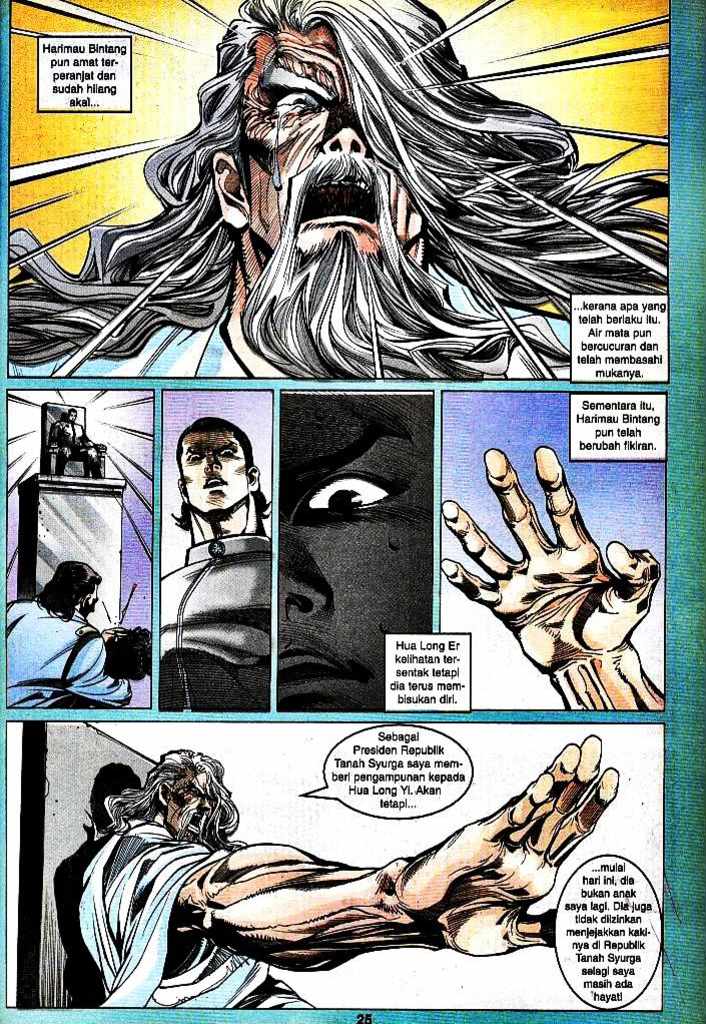 Harimau Bintang
pun amat ter-
peranjat dan
sudah hilang
akal...
...kerana apa yang
telah berlaku itu.
Air mata pun
bercucuran dan
telah membasahi
mukanya.
Hua Long Er
kelihatan ter-
sentak tetapi
dia terus mem-
bisukan diri.
Sementara itu,
Harimau Bintang
pun telah
berubah fikiran.
Sebagai
Presiden Republik
Tanah Syurga saya mem-
beri pengampunan kepada
Hua Long Yi. Akan
tetapi...
...mulai
hari ini, dia
bukan anak
saya lagi. Dia juga
tidak diizinkan
menjejakkan kaki-
nya di Republik
Tanah Syurga
selagi saya
masih ada
hayat!
25